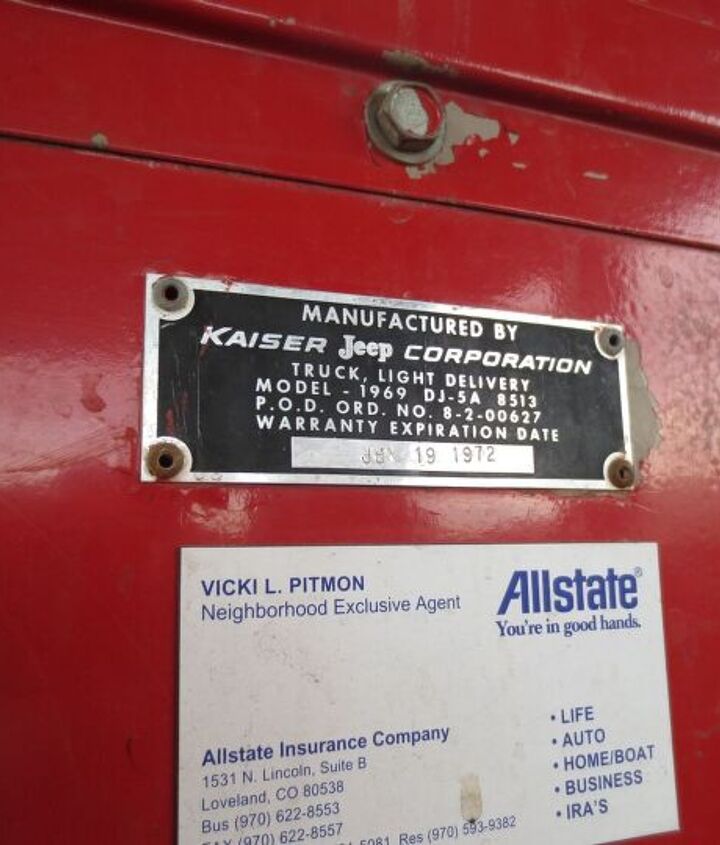 MANUFACTURED BY
KAISER Jeep CORPORATION
TRUCK, LIGHT DELIVERY
MODEL - 1969 DJ-5A 8513
P.O.D. ORD. NO. 8-2-00627
WARRANTY EXPIRATION DATE
19 1972
VICKI L. PITMON
Neighborhood Exclusive Agent
Allstate®
You're in good hands.
Allstate Insurance Company
1531 N. Lincoln, Suite B
Loveland, CO 80538
Bus (970) 622-8553
FAX (970) 622-8557
5081, Res (970) 593-9382
• LIFE
• AUTO
• HOME/BOAT
• BUSINESS
• IRA'S